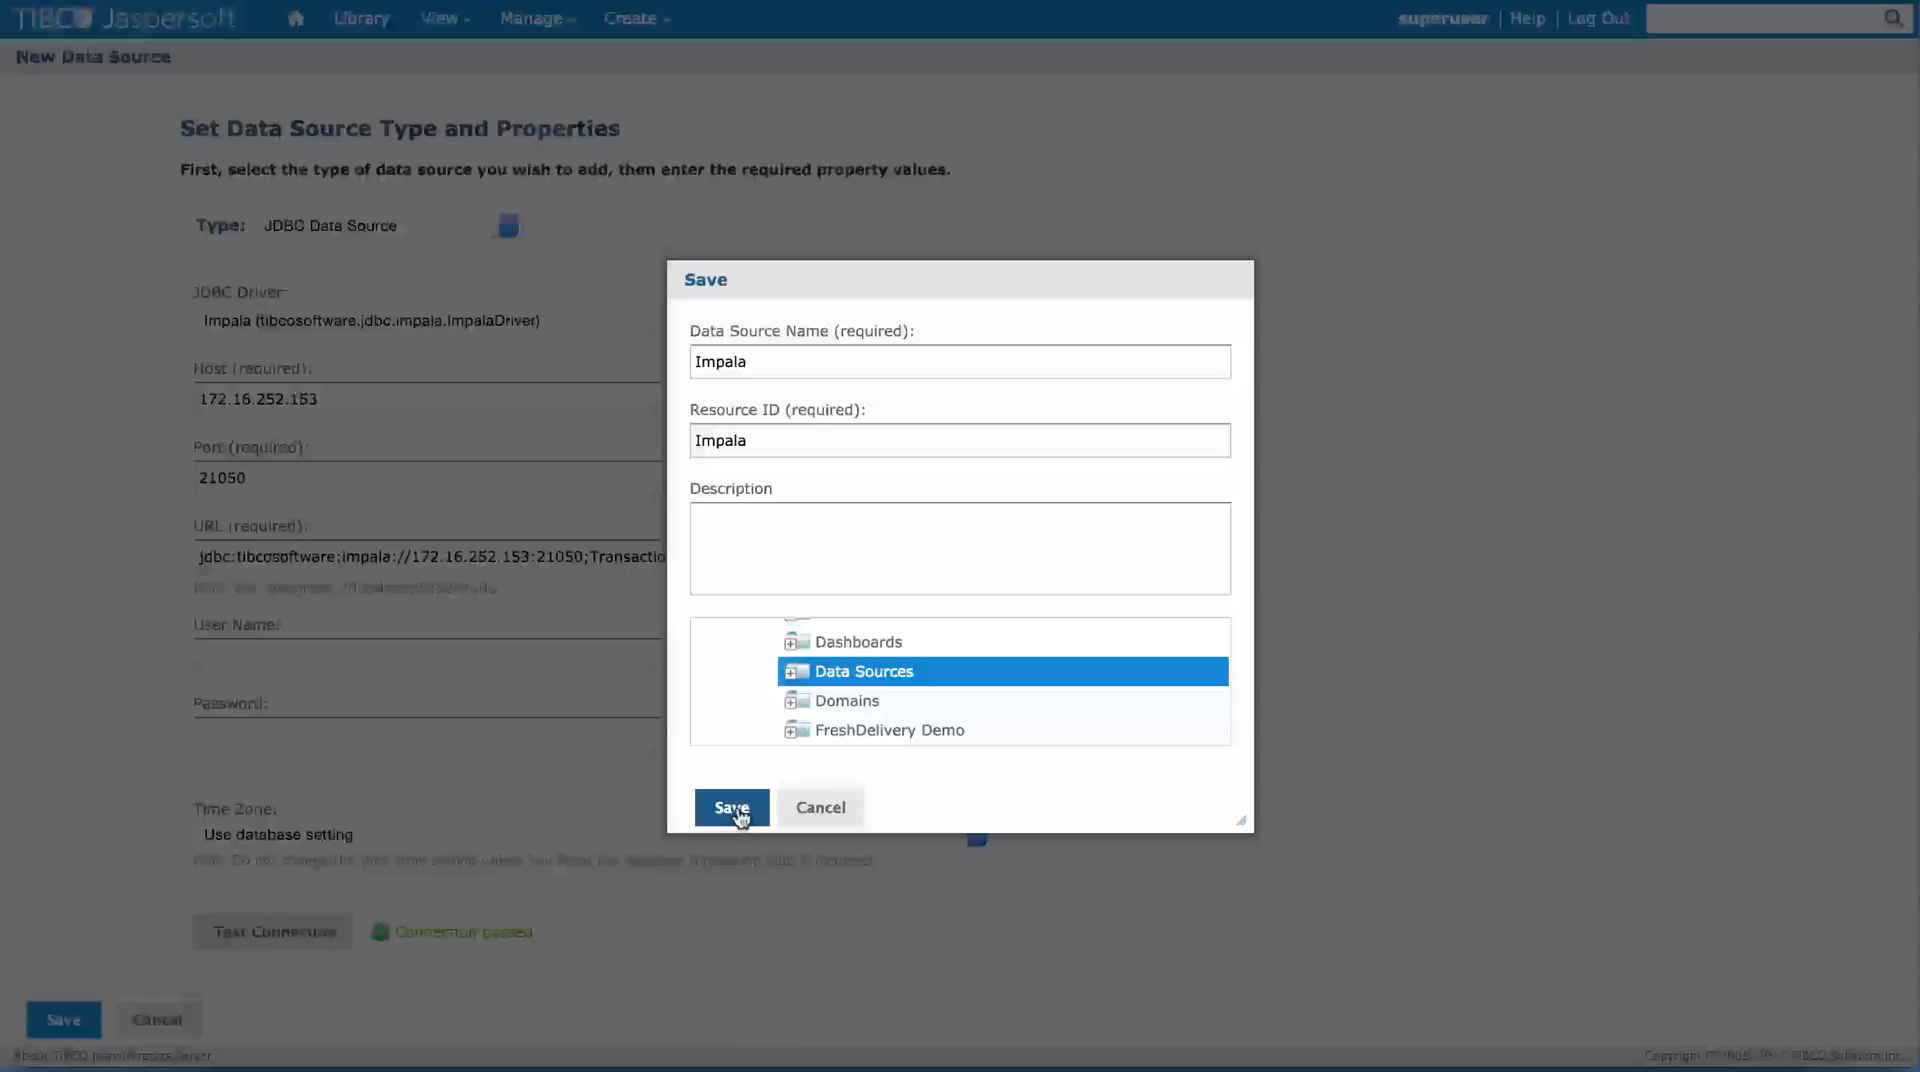 TIBCO Jaspersoft
Library
View
Manage
Create
superuser | Help | Log Out
New Data Source
Set Data Source Type and Properties
First, select the type of data source you wish to add, then enter the required property values.
Type: JDBC Data Source
JDBC Driver:
Impala (tibcosoftware.jdbc.impala.ImpalaDriver)
Host (required):
172.16.252.153
Port (required):
21050
URL (required):
jdbc:tibcosoftware:impala://172.16.252.153:21050;Transactio
User Name:
Password:
Time Zone:
Use database setting
Test Connection
Connection passed
Save
Cancel
About TIBCO JasperReports Server
Save
Data Source Name (required):
Impala
Resource ID (required):
Impala
Description
Dashboards
Data Sources
Domains
FreshDelivery Demo
Save
Cancel